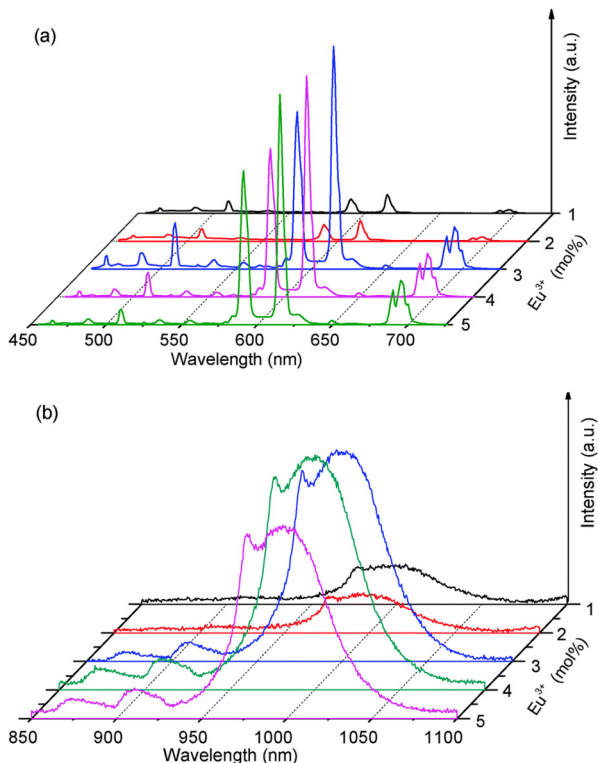 (a)
Intensity (a.u.)
1
2
3
4
5
Eu³⁺ (mol%)
450 500 550 600 650 700
Wavelength (nm)
(b)
Intensity (a.u.)
1
2
3
4
5
Eu³⁺ (mol%)
850 900 950 1000 1050 1100
Wavelength (nm)